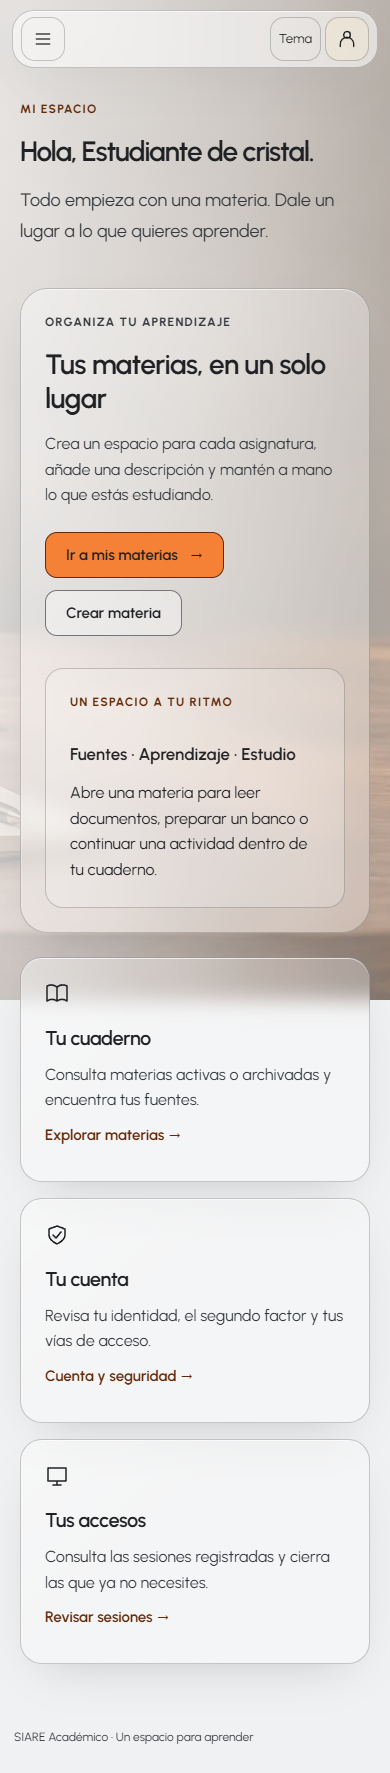 Tema
MI ESPACIO
Hola, Estudiante de cristal.
Todo empieza con una materia. Dale un
lugar a lo que quieres aprender.
ORGANIZA TU APRENDIZAJE
Tus materias, en un solo
lugar
Crea un espacio para cada asignatura,
añade una descripción y mantén a mano
lo que estás estudiando.
Ir a mis materias →
Crear materia
UN ESPACIO A TU RITMO
Fuentes · Aprendizaje · Estudio
Abre una materia para leer
documentos, preparar un banco o
continuar una actividad dentro de
tu cuaderno.
Tu cuaderno
Consulta materias activas o archivadas y
encuentra tus fuentes.
Explorar materias →
Tu cuenta
Revisa tu identidad, el segundo factor y tus
vías de acceso.
Cuenta y seguridad →
Tus accesos
Consulta las sesiones registradas y cierra
las que ya no necesites.
Revisar sesiones →
SIARE Académico · Un espacio para aprender